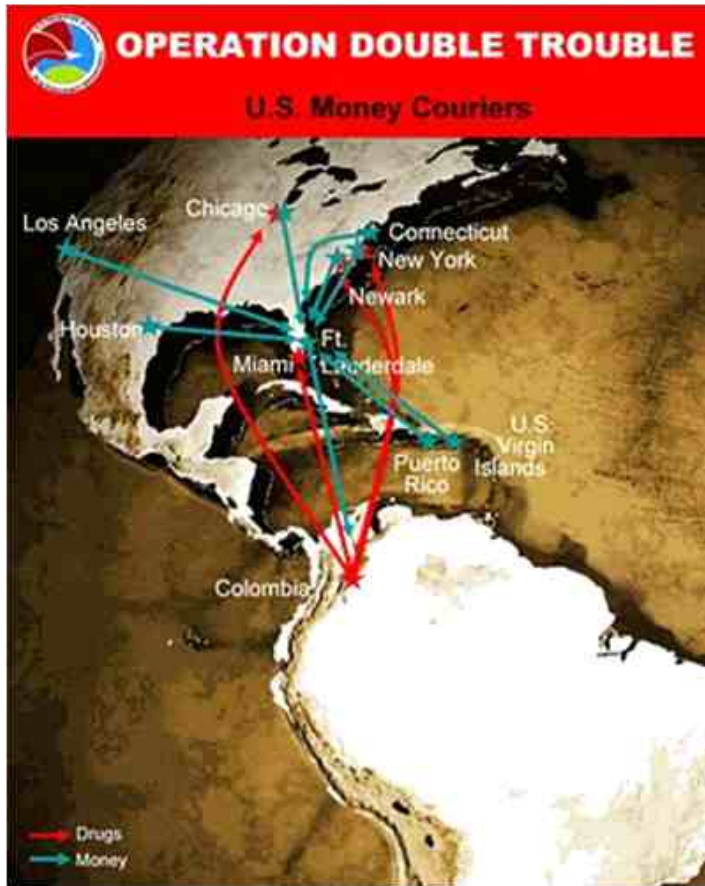 OPERATION DOUBLE TROUBLE
U.S. Money Couriers
Chicago
Los Angeles
Connecticut
New York
Newark
Houston
Ft.
Lauderdale
Miami
U.S.
Virgin
Islands
Puerto
Rico
Colombia
Drugs
Money